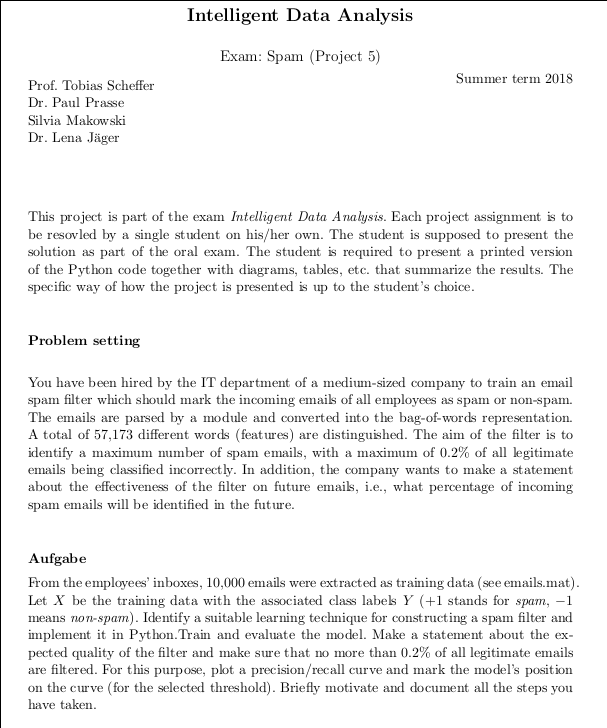 Intelligent Data Analysis
Exam: Spam (Project 5)
Summer term 2018
Prof. Tobias Scheffer
Dr. Paul Prasse
Silvia Makowski
Dr. Lena Jäger
This project is part of the exam Intelligent Data Analysis. Each project assignment is to
be resovled by a single student on his/her own. The student is supposed to present the
solution as part of the oral exam. The student is required to present a printed version
of the Python code together with diagrams, tables, etc. that summarize the results. The
specific way of how the project is presented is up to the student's choice.
Problem setting
You have been hired by the IT department of a medium-sized company to train an email
spam filter which should mark the incoming emails of all employees as spam or non-spam.
The emails are parsed by a module and converted into the bag-of-words representation.
A total of 57,173 different words (features) are distinguished. The aim of the filter is to
identify a maximum number of spam emails, with a maximum of 0.2% of all legitimate
emails being classified incorrectly. In addition, the company wants to make a statement
about the effectiveness of the filter on future emails, i.e., what percentage of incoming
spam emails will be identified in the future.
Aufgabe
From the employees' inboxes, 10,000 emails were extracted as training data (see emails.mat).
Let X be the training data with the associated class labels Y (+1 stands for spam, −1
means non-spam). Identify a suitable learning technique for constructing a spam filter and
implement it in Python.Train and evaluate the model. Make a statement about the ex-
pected quality of the filter and make sure that no more than 0.2% of all legitimate emails
are filtered. For this purpose, plot a precision/recall curve and mark the model's position
on the curve (for the selected threshold). Briefly motivate and document all the steps you
have taken.